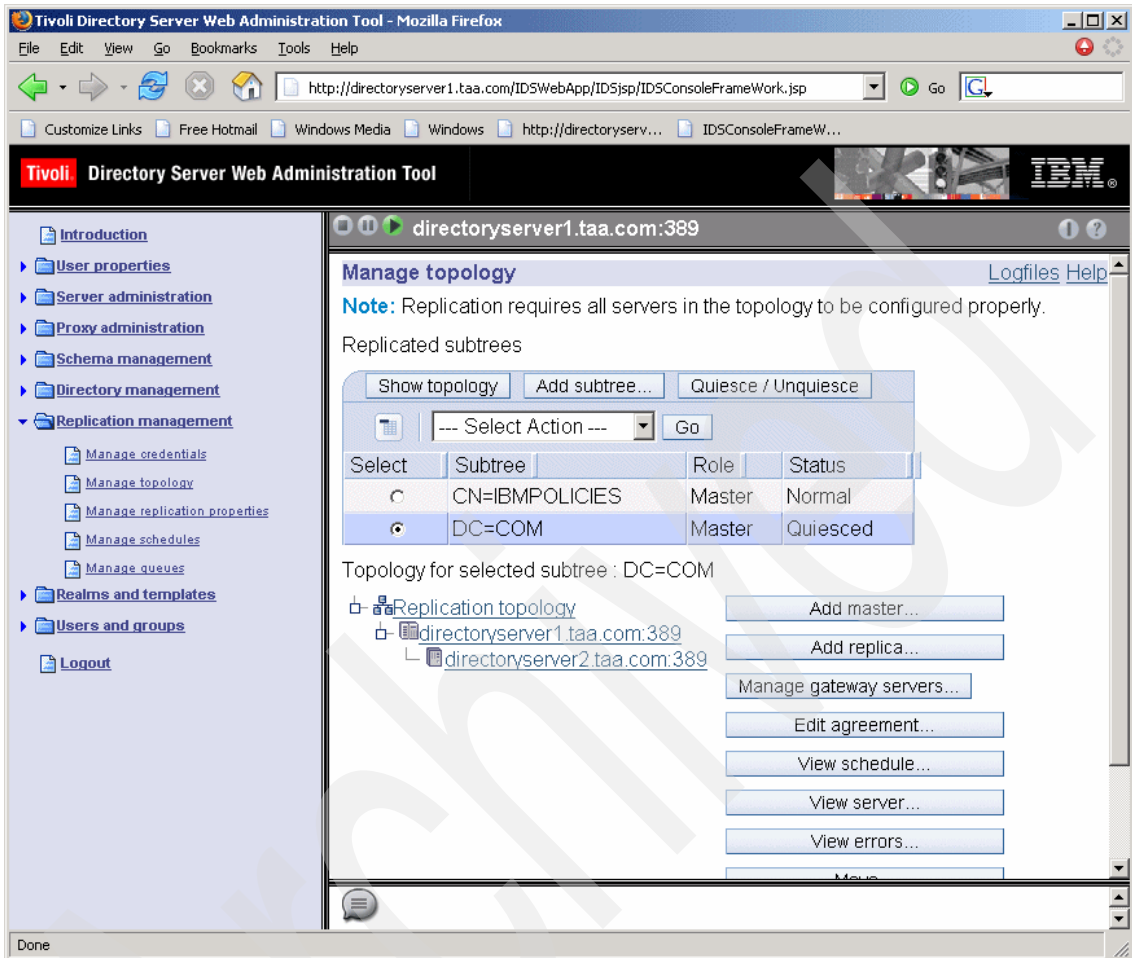 Tivoli Directory Server Web Administration Tool - Mozilla Firefox
File Edit View Go Bookmarks Tools Help
http://directoryserver1.taa.com/IDSWebApp/IDSjsp/IDSConsoleFrameWork.jsp Go G
Customize Links Free Hotmail Windows Media Windows http://directoryserv... IDSConsoleFrameW...
Tivoli. Directory Server Web Administration Tool IBM®
Introduction
User properties
Server administration
Proxy administration
Schema management
Directory management
Replication management
Manage credentials
Manage topology
Manage replication properties
Manage schedules
Manage queues
Realms and templates
Users and groups
Logout
directoryserver1.taa.com:389
Manage topology Logfiles Help
Note: Replication requires all servers in the topology to be configured properly.
Replicated subtrees
Show topology Add subtree... Quiesce / Unquiesce
--- Select Action --- Go
Select Subtree Role Status
CN=IBMPOLICIES Master Normal
DC=COM Master Quiesced
Topology for selected subtree : DC=COM
Replication topology
directoryserver1.taa.com:389
directoryserver2.taa.com:389
Add master...
Add replica...
Manage gateway servers...
Edit agreement...
View schedule...
View server...
View errors...
Done
Archived